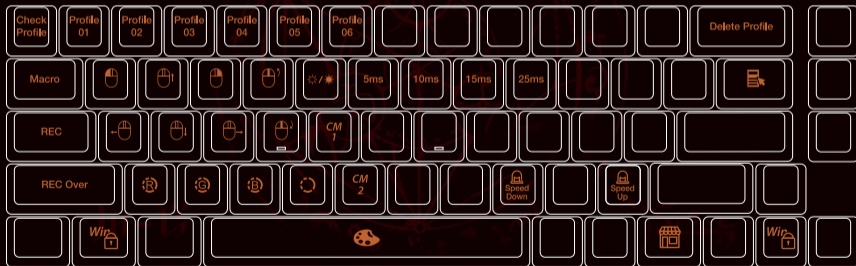 Check Profile
Profile 01
Profile 02
Profile 03
Profile 04
Profile 05
Profile 06
Delete Profile
Macro
5ms
10ms
15ms
25ms
REC
CM 1
REC Over
R
G
B
CM 2
Speed Down
Speed Up
Win
Win